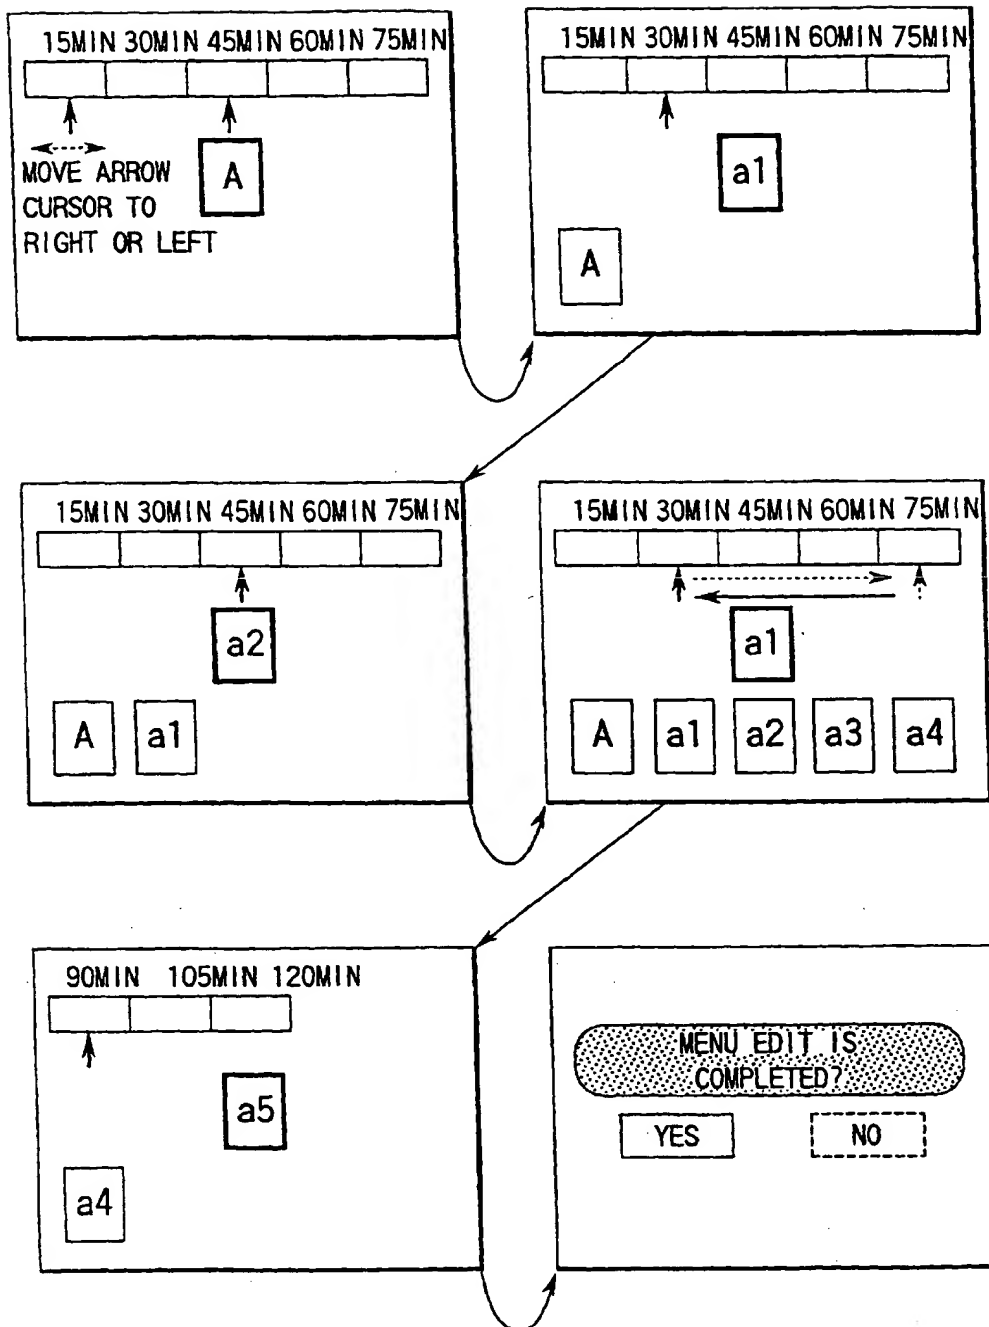 15MIN 30MIN 45MIN 60MIN 75MIN
MOVE ARROW
CURSOR TO
RIGHT OR LEFT
A
15MIN 30MIN 45MIN 60MIN 75MIN
a1
A
15MIN 30MIN 45MIN 60MIN 75MIN
a2
A a1
15MIN 30MIN 45MIN 60MIN 75MIN
a1
A a1 a2 a3 a4
90MIN 105MIN 120MIN
a5
a4
MENU EDIT IS
COMPLETED?
YES NO